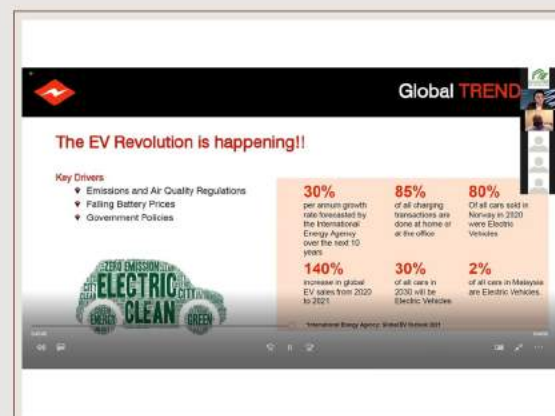 Global TREND
The EV Revolution is happening!!
Key Drivers
Emissions and Air Quality Regulations
Falling Battery Prices
Government Policies
30%
per annum growth
rate forecasted by
the International
Energy Agency
over the next 10
years
85%
of all charging
transactions are
done at home or
at the office
80%
Of all cars sold in
Norway in 2020
were Electric
Vehicles
140%
increase in global
EV sales from 2020
to 2021
30%
of all cars in
2030 will be
Electric Vehicles
2%
of all cars in Malaysia
are Electric Vehicles.
ZERO EMISSION
ELECTRIC
CITY
CITY
CLEAN
ENERGY
GREEN
International Energy Agency: Global EV Outlook 2021